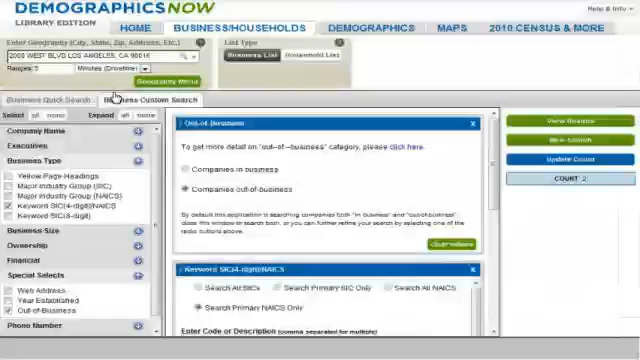 DEMOGRAPHICSNOW
LIBRARY EDITION
Help & Info
HOME
BUSINESS/HOUSEHOLDS
DEMOGRAPHICS
MAPS
2010 CENSUS & MORE
Enter Geography (City, State, Zip, Address, Etc.)
2000 WEST BLVD LOS ANGELES, CA 90016
Ranges: 5 Minutes (Drivetime)
Geography Menu
List Type
Business List
Household List
Business Quick Search
Business Custom Search
Select all none
Expand all none
Company Name
Executives
Business Type
Yellow Page Headings
Major Industry Group (SIC)
Major Industry Group (NAICS)
Keyword SIC(4-digit)/NAICS
Keyword SIC(6-digit)
Business Size
Ownership
Financial
Special Selects
Web Address
Year Established
Out-of-Business
Phone Number
Out-of-Business x
To get more detail on "out-of-business" category, please click here.
Companies in business
Companies out-of-business
By default this application is searching companies both "in business" and "out-of-business"
close this window to search both, or you can further refine your search by selecting one of the
radio buttons above.
Keyword SIC(4-digit)/NAICS x
Search All SICs
Search Primary SIC Only
Search All NAICS
Search Primary NAICS Only
Enter Code or Description (comma separated for multiple)
View Results
New Search
Update Count
COUNT